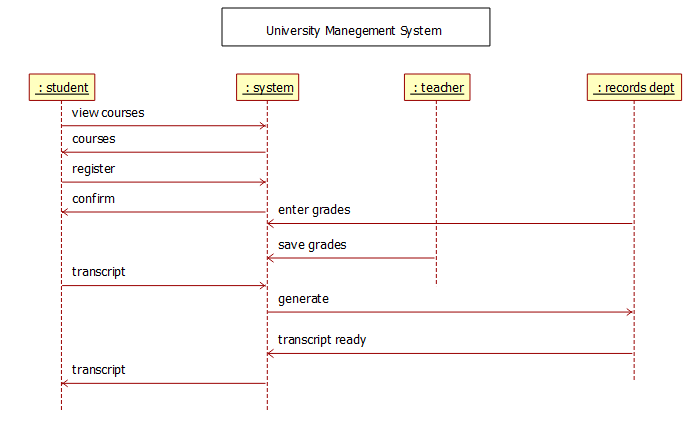 University Manegement System
: student
: system
: teacher
: records dept
view courses
courses
register
confirm
enter grades
save grades
transcript
generate
transcript ready
transcript